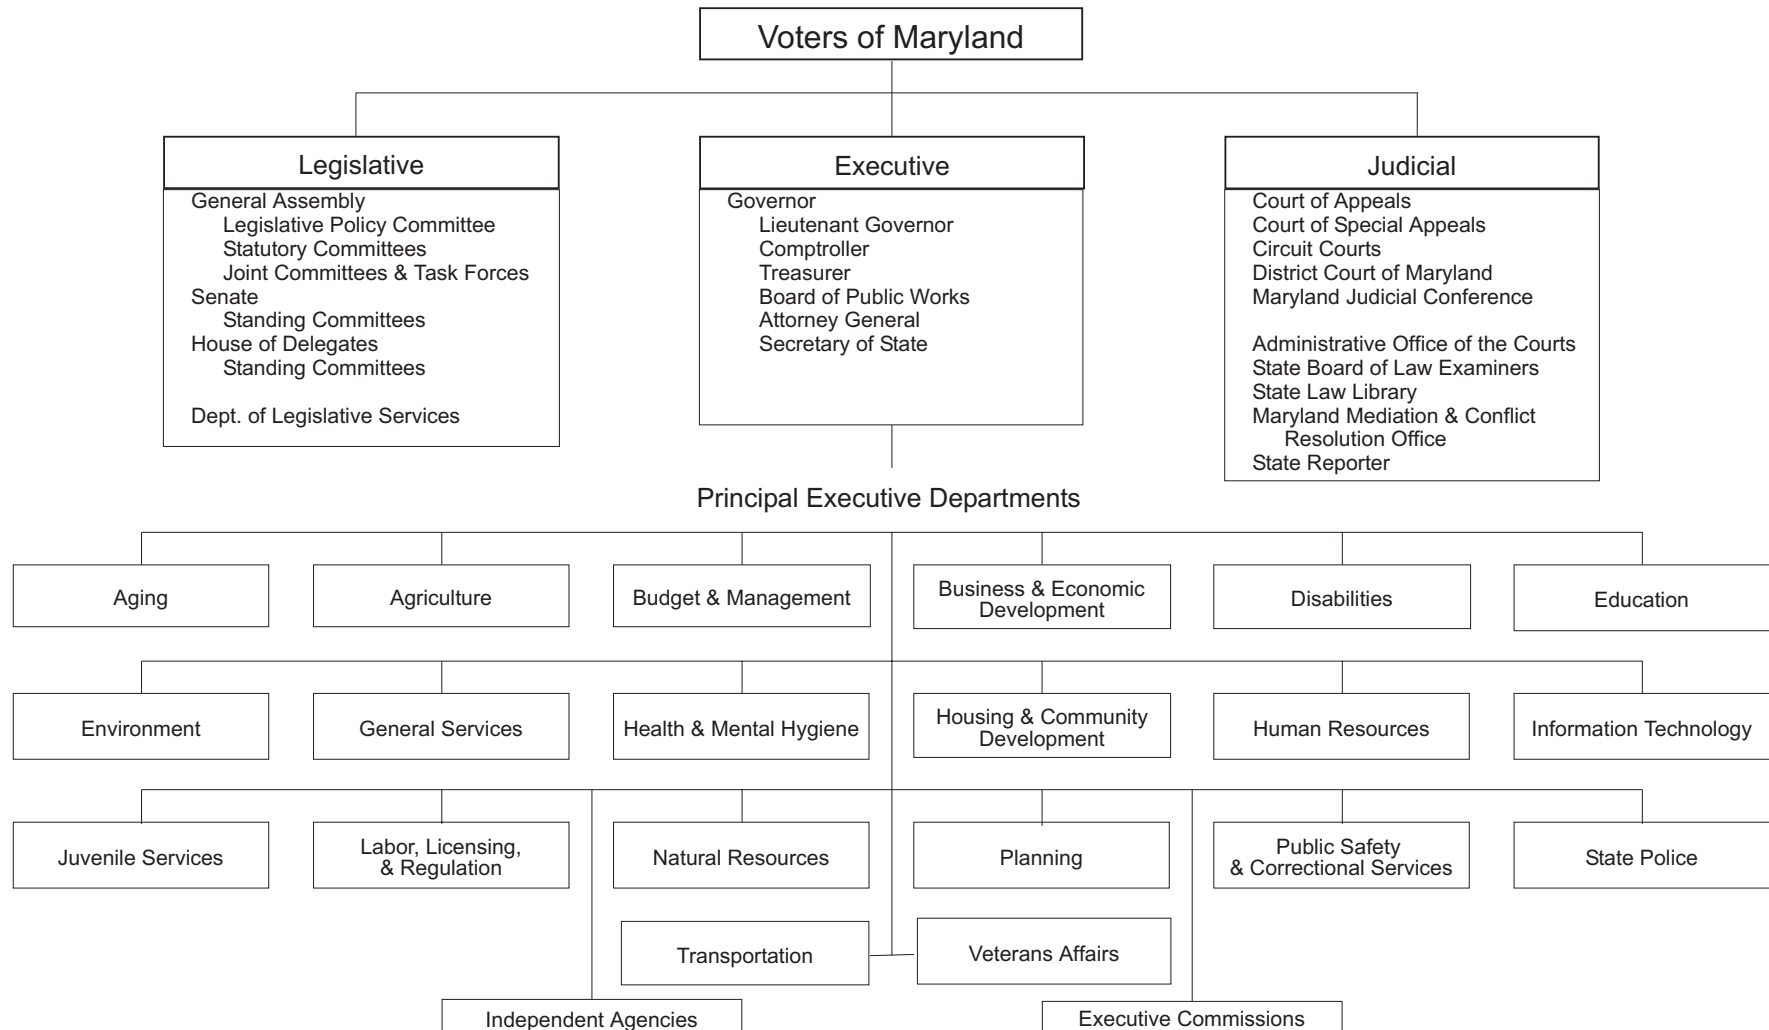 Voters of Maryland
Legislative
General Assembly
Legislative Policy Committee
Statutory Committees
Joint Committees & Task Forces
Senate
Standing Committees
House of Delegates
Standing Committees
Dept. of Legislative Services
Executive
Governor
Lieutenant Governor
Comptroller
Treasurer
Board of Public Works
Attorney General
Secretary of State
Judicial
Court of Appeals
Court of Special Appeals
Circuit Courts
District Court of Maryland
Maryland Judicial Conference
Administrative Office of the Courts
State Board of Law Examiners
State Law Library
Maryland Mediation & Conflict
Resolution Office
State Reporter
Principal Executive Departments
Aging
Agriculture
Budget & Management
Business & Economic
Development
Disabilities
Education
Environment
General Services
Health & Mental Hygiene
Housing & Community
Development
Human Resources
Information Technology
Juvenile Services
Labor, Licensing,
& Regulation
Natural Resources
Planning
Public Safety
& Correctional Services
State Police
Transportation
Veterans Affairs
Independent Agencies
Executive Commissions